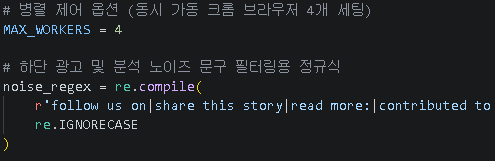 # 병렬 제어 옵션 (동시 가동 크롬 브라우저 4개 세팅)
MAX_WORKERS = 4
# 하단 광고 및 분석 노이즈 문구 필터링용 정규식
noise_regex = re.compile(
r'follow us on|share this story|read more:|contributed to
re.IGNORECASE
)